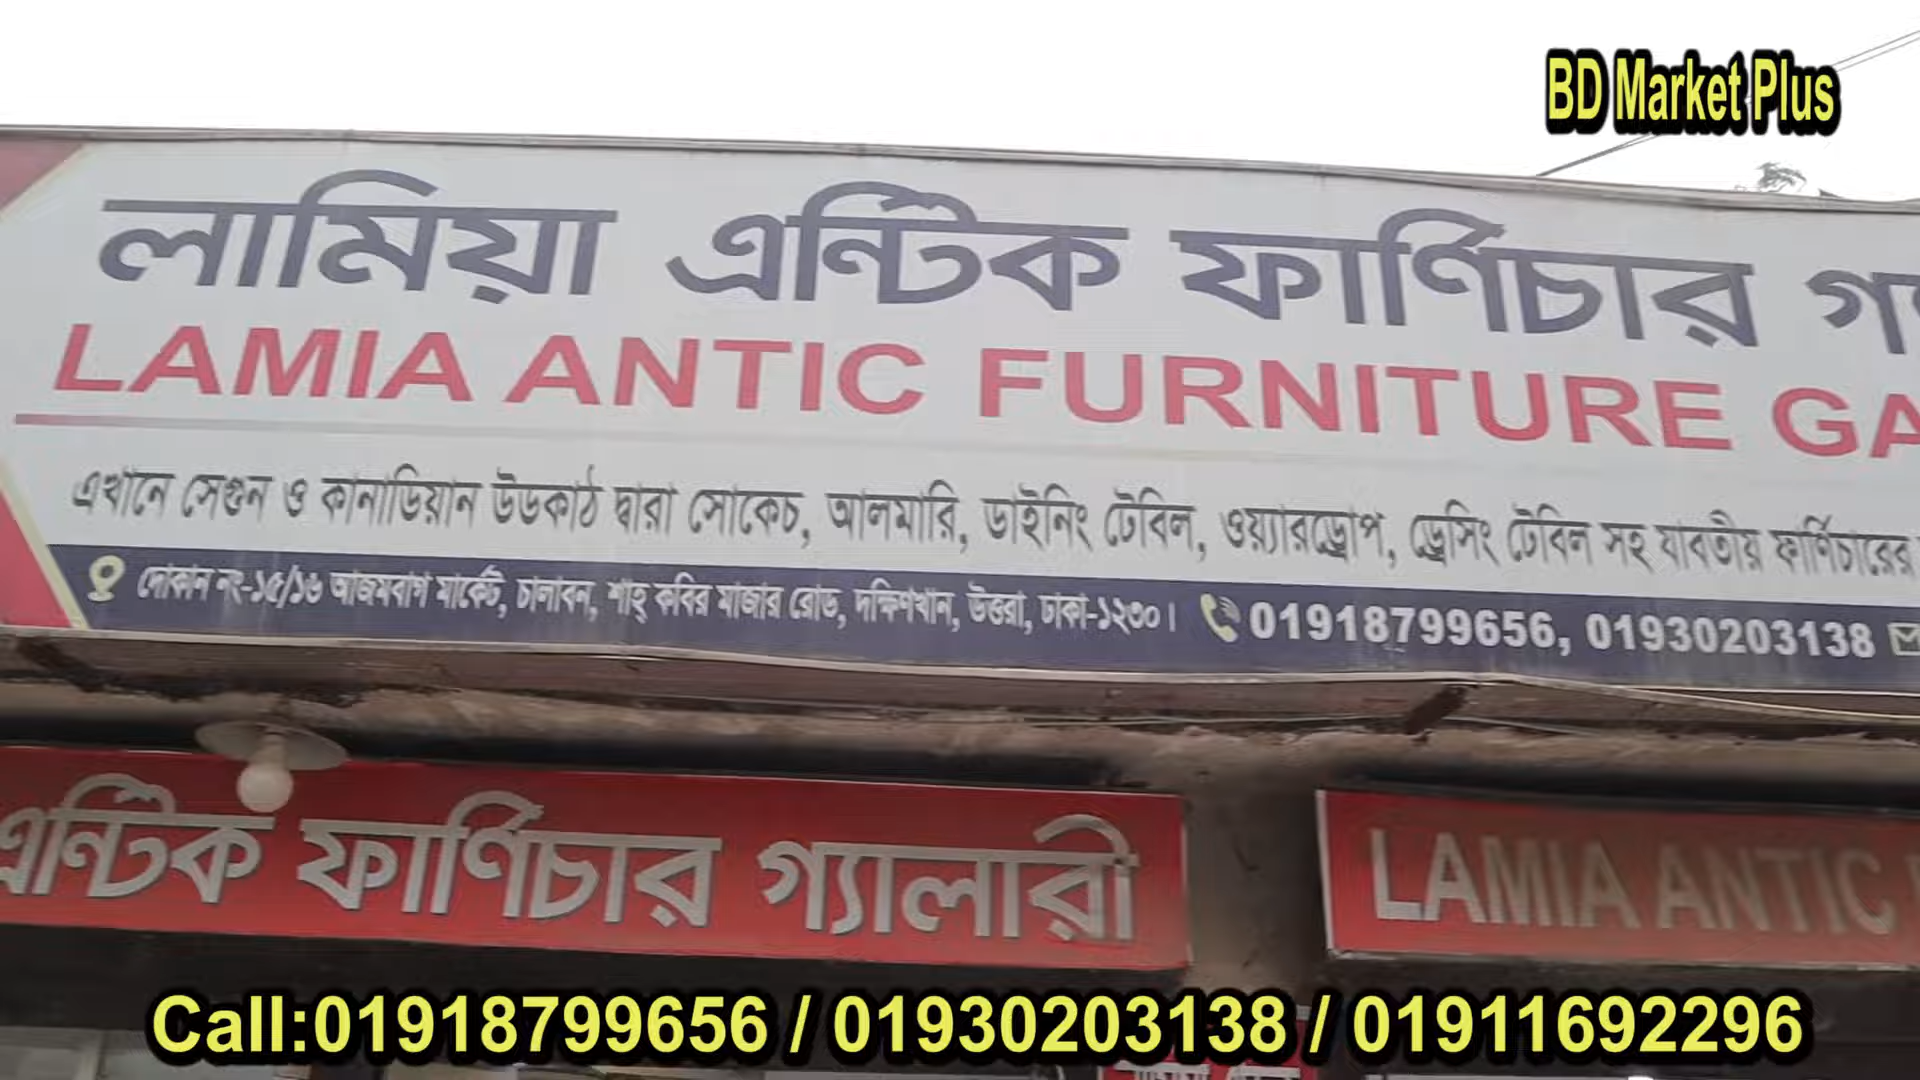 BD Market Plus
লামিয়া এন্টিক ফার্ণিচার
LAMIA ANTIC FURNITURE GA
এখানে সেগুন ও কানাডিয়ান উডকাঠ দ্বারা সোকেচ, আলমারি, ডাইনিং টেবিল, ওয়্যারড্রোপ, ড্রেসিং টেবিল সহ যাবতীয় ফার্ণিচারের
দোকান নং-১৫/১৬ আজমবাগ মার্কেট, চালাবন, শাহ্ কবির মাজার রোড, দক্ষিণখান, উত্তরা, ঢাকা-১২৩০। 01918799656, 01930203138
এন্টিক ফার্ণিচার গ্যালারী
LAMIA ANTIC
Call:01918799656 / 01930203138 / 01911692296